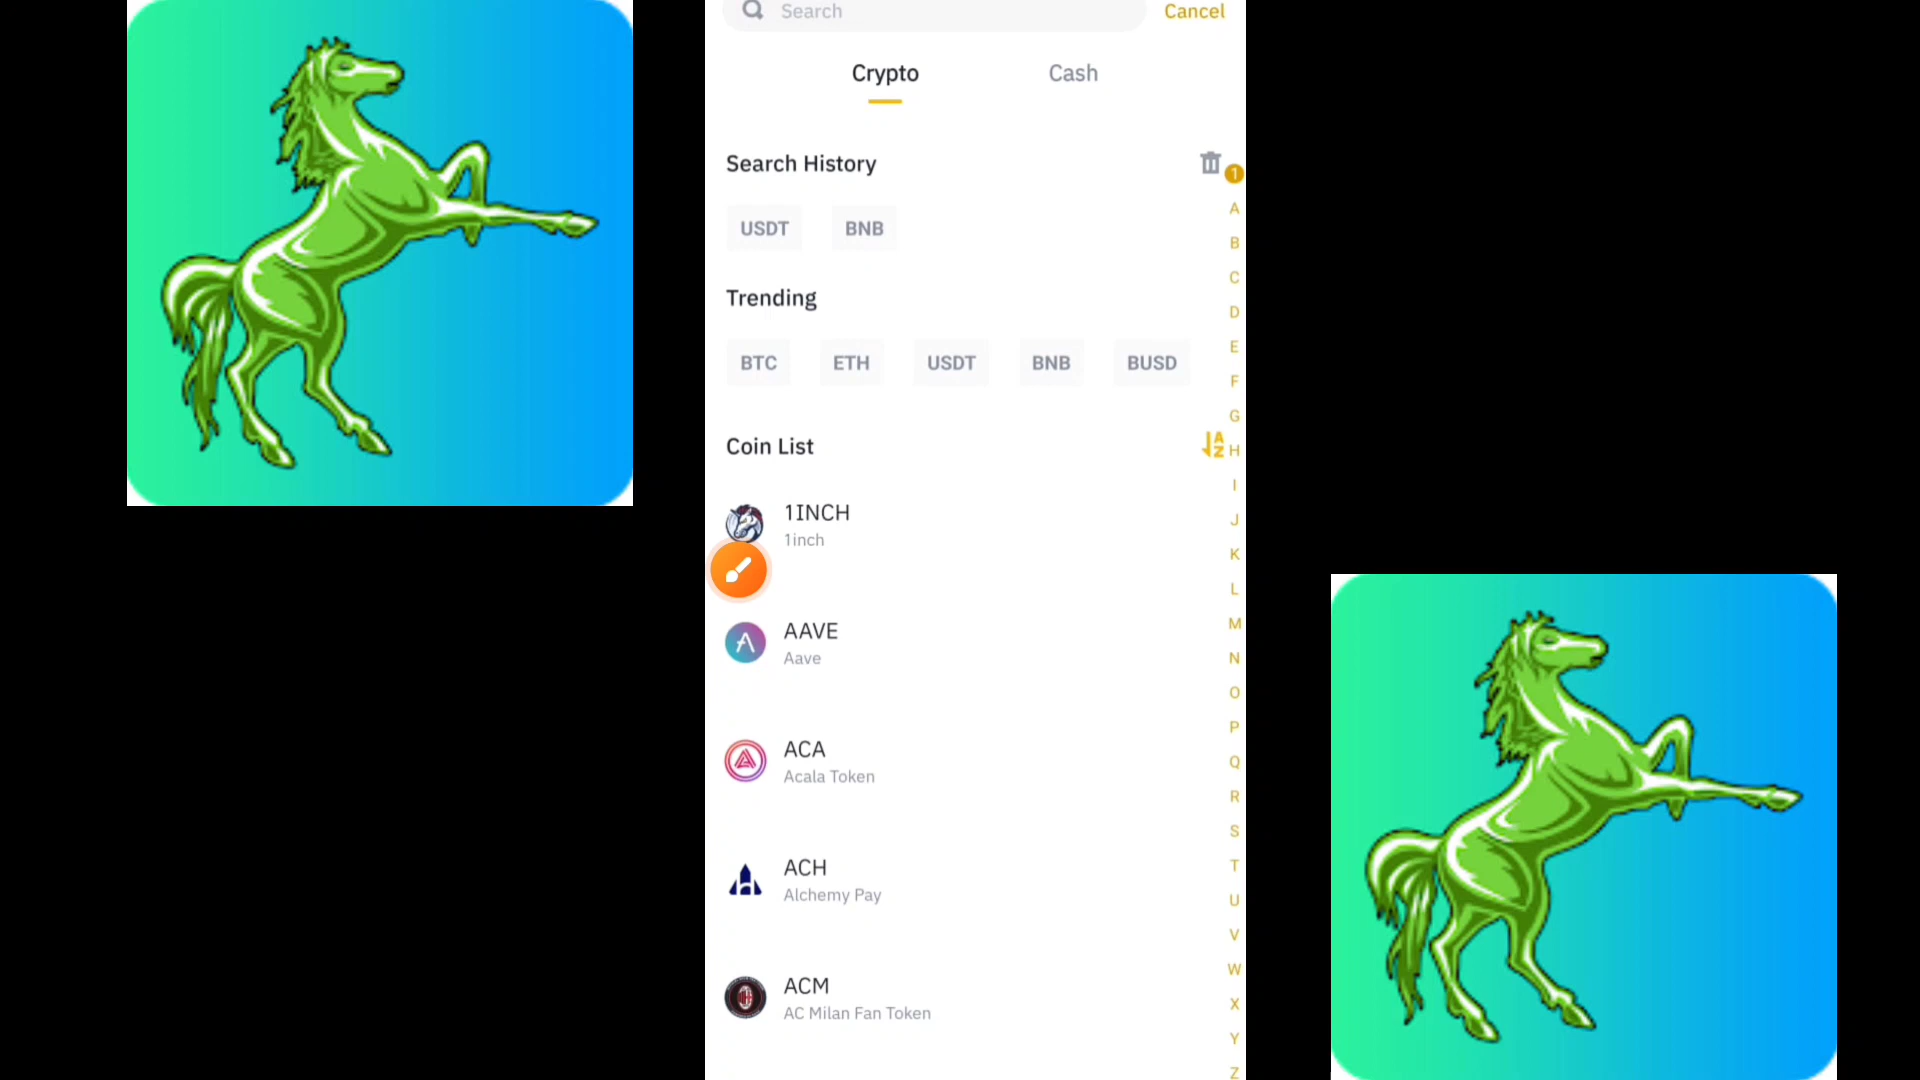 Search
Cancel
Crypto
Cash
Search History
1
USDT
BNB
Trending
BTC
ETH
USDT
BNB
BUSD
Coin List
1INCH
1inch
AAVE
Aave
ACA
Acala Token
ACH
Alchemy Pay
ACM
AC Milan Fan Token
A
B
C
D
E
F
G
A
Z
H
I
J
K
L
M
N
O
P
Q
R
S
T
U
V
W
X
Y
Z